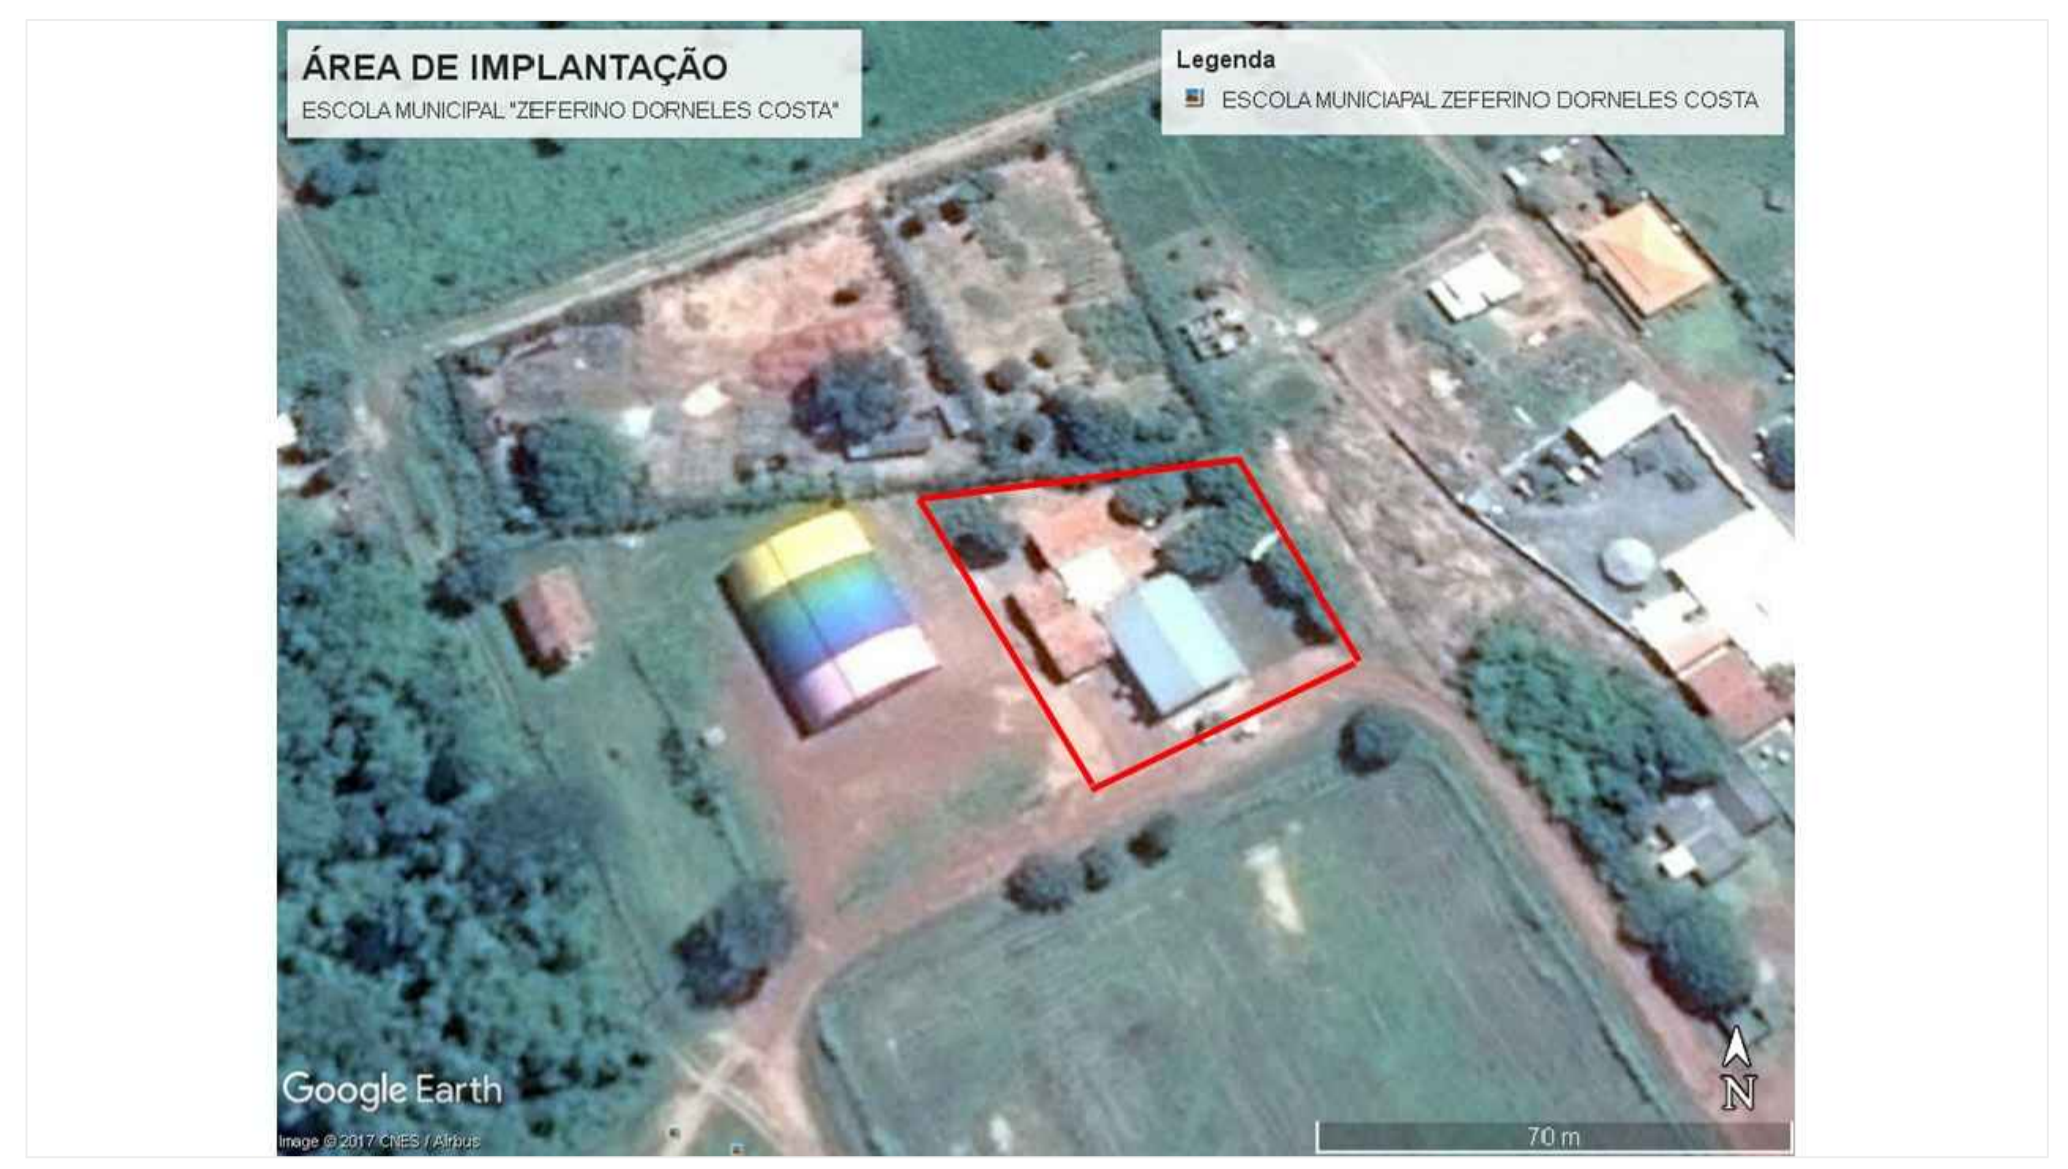 ÁREA DE IMPLANTAÇÃO
ESCOLA MUNICIPAL "ZEFERINO DORNELES COSTA"
Legenda
ESCOLA MUNICIAPAL ZEFERINO DORNELES COSTA
Google Earth
Image © 2017 CNES / Airbus
N
70 m